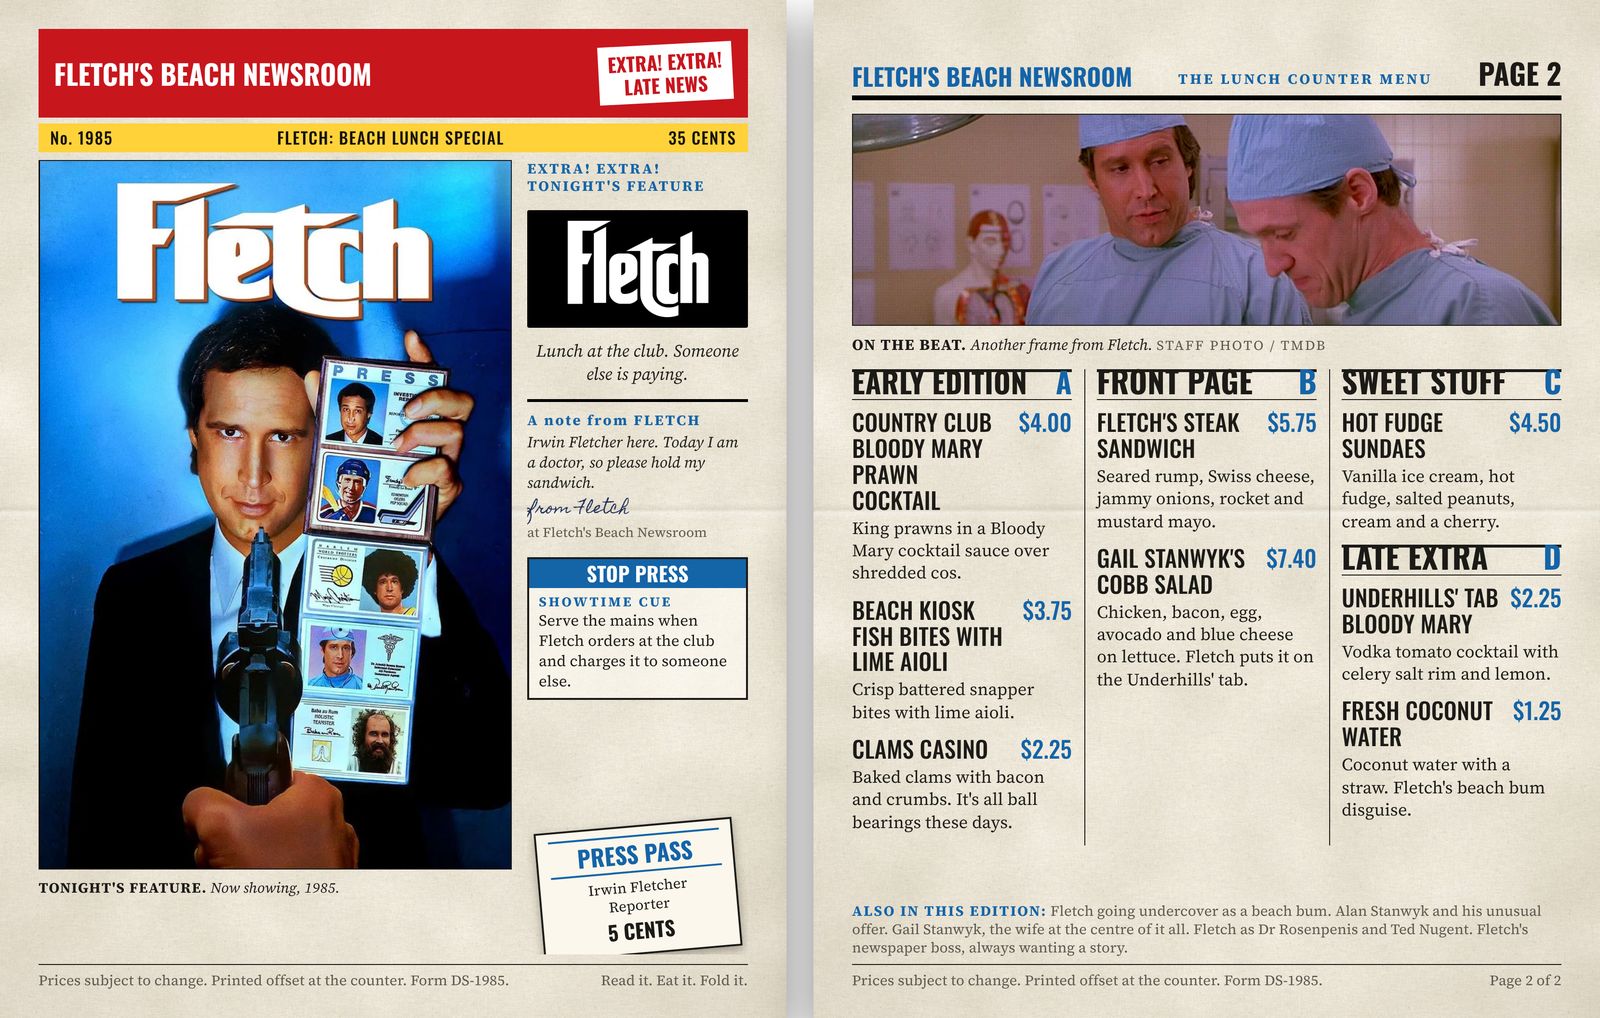 FLETCH'S BEACH NEWSROOM
EXTRA! EXTRA!
LATE NEWS
No. 1985
FLETCH: BEACH LUNCH SPECIAL
35 CENTS
Fletch
PRESS
EXTRA! EXTRA!
TONIGHT'S FEATURE
Fletch
Lunch at the club. Someone
else is paying.
A note from FLETCH
Irwin Fletcher here. Today I am
a doctor, so please hold my
sandwich.
from Fletch
at Fletch's Beach Newsroom
STOP PRESS
SHOWTIME CUE
Serve the mains when
Fletch orders at the club
and charges it to someone
else.
PRESS PASS
Irwin Fletcher
Reporter
5 CENTS
TONIGHT'S FEATURE. Now showing, 1985.
Prices subject to change. Printed offset at the counter. Form DS-1985.
Read it. Eat it. Fold it.
FLETCH'S BEACH NEWSROOM
THE LUNCH COUNTER MENU
PAGE 2
ON THE BEAT. Another frame from Fletch. STAFF PHOTO / TMDB
EARLY EDITION A
COUNTRY CLUB $4.00
BLOODY MARY
PRAWN
COCKTAIL
King prawns in a Bloody
Mary cocktail sauce over
shredded cos.
BEACH KIOSK $3.75
FISH BITES WITH
LIME AIOLI
Crisp battered snapper
bites with lime aioli.
CLAMS CASINO $2.25
Baked clams with bacon
and crumbs. It's all ball
bearings these days.
FRONT PAGE B
FLETCH'S STEAK $5.75
SANDWICH
Seared rump, Swiss cheese,
jammy onions, rocket and
mustard mayo.
GAIL STANWYK'S $7.40
COBB SALAD
Chicken, bacon, egg,
avocado and blue cheese
on lettuce. Fletch puts it on
the Underhills' tab.
SWEET STUFF C
HOT FUDGE $4.50
SUNDAES
Vanilla ice cream, hot
fudge, salted peanuts,
cream and a cherry.
LATE EXTRA D
UNDERHILLS' TAB $2.25
BLOODY MARY
Vodka tomato cocktail with
celery salt rim and lemon.
FRESH COCONUT $1.25
WATER
Coconut water with a
straw. Fletch's beach bum
disguise.
ALSO IN THIS EDITION: Fletch going undercover as a beach bum. Alan Stanwyk and his unusual
offer. Gail Stanwyk, the wife at the centre of it all. Fletch as Dr Rosenpenis and Ted Nugent. Fletch's
newspaper boss, always wanting a story.
Prices subject to change. Printed offset at the counter. Form DS-1985.
Page 2 of 2